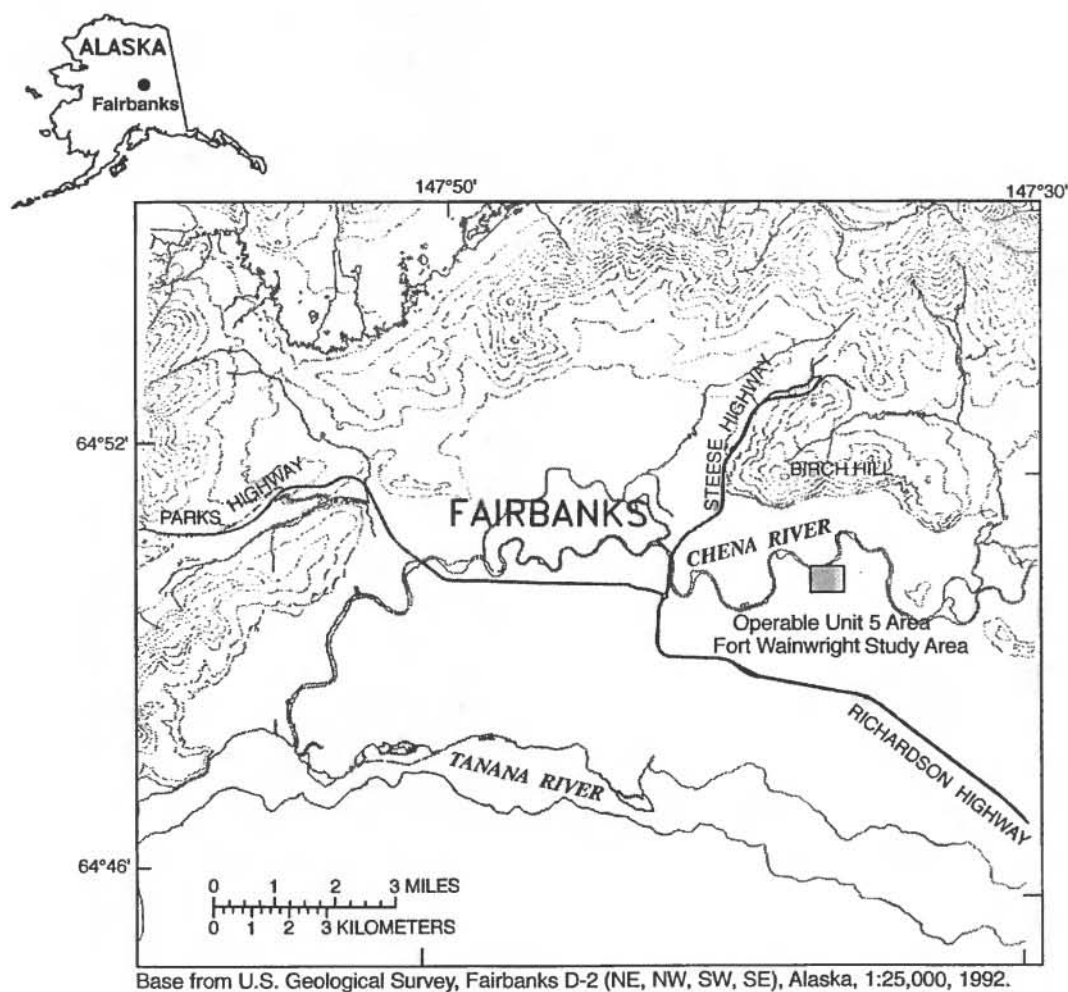 ALASKA
Fairbanks
147°50'
147°30'
64°52'
PARKS HIGHWAY
STEESE HIGHWAY
BIRCH HILL
FAIRBANKS
CHENA RIVER
Operable Unit 5 Area
Fort Wainwright Study Area
RICHARDSON HIGHWAY
TANANA RIVER
64°46'
0 1 2 3 MILES
0 1 2 3 KILOMETERS
Base from U.S. Geological Survey, Fairbanks D-2 (NE, NW, SW, SE), Alaska, 1:25,000, 1992.